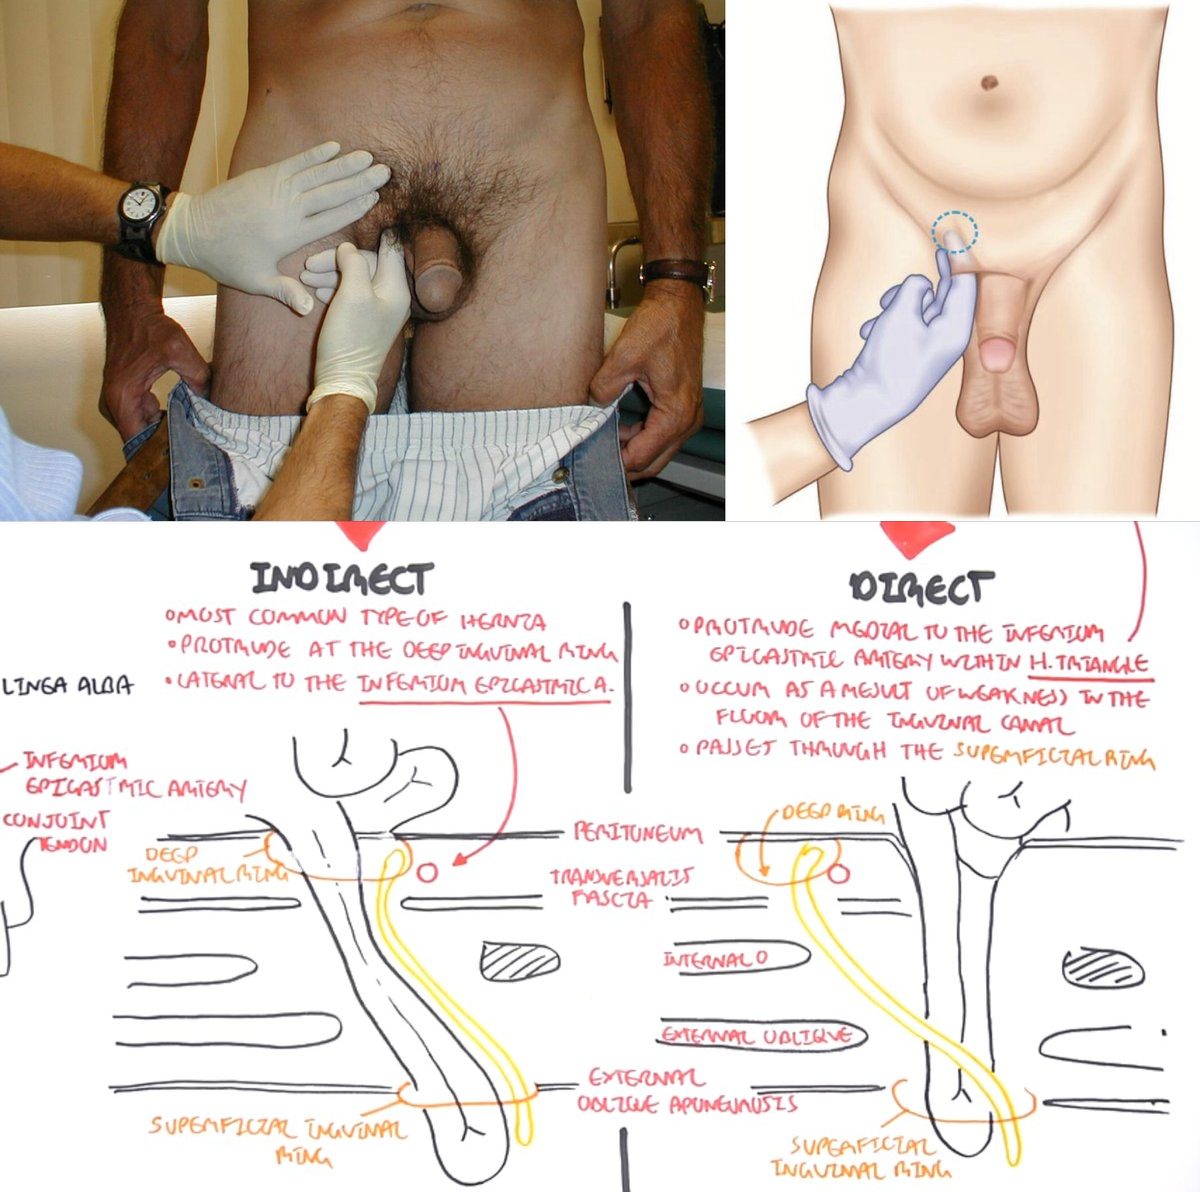 INDIRECT
• MOST COMMON TYPE OF HERNIA
• PROTRUDE AT THE DEEP INGUINAL RING
• LATERAL TO THE INFERIOR EPIGASTRIC A.
LINEA ALBA
INFERIOR
EPIGASTRIC ARTERY
CONJOINT
TENDON
DEEP
INGUINAL RING
SUPERFICIAL INGUINAL
RING
PERITONEUM
TRANSVERSALIS
FASCIA
EXTERNAL
OBLIQUE APONEUROSIS
DIRECT
• PROTRUDE MEDIAL TO THE INFERIOR
EPIGASTRIC ARTERY WITHIN H. TRIANGLE
• OCCUR AS A RESULT OF WEAKNESS IN THE
FLOOR OF THE INGUINAL CANAL
• PASSES THROUGH THE SUPERFICIAL RING
DEEP RING
INTERNAL O
EXTERNAL OBLIQUE
SUPERFICIAL
INGUINAL RING